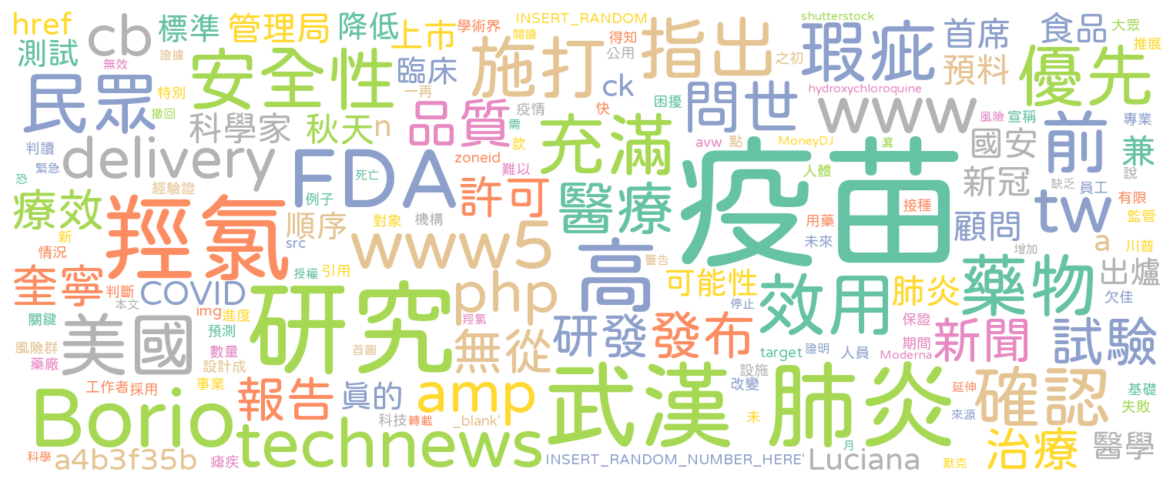 href
cb
標準
管理局
降低
上市
學術界
INSERT_RANDOM
得知
閱讀
公用
指出
之初
shutterstock
瑕疵
首席
食品
大眾
推展
測試
無效
證據
安全性
臨床
一再
施打
ck
困擾
hydroxychloroquine
預料
優先
民眾
特別
撤回
科學家
秋天
n
品質
疫情
快
需
款
問世
www
風險
宣稱
專業
判讀
緊急
恐
delivery
FDA
死亡
zoneid
難以
充滿
avw
點
MoneyDJ
瀉
國安
前
兼
說
療效
經驗證
例子
許可
醫療
疫苗
人體
接種
用藥
未來
新冠
缺乏
員工
有限
監管
羥氯
順序
對象
機構
src
www5
高
警告
顧問
tw
a
川普
增加
新
情況
奎寧
判斷
本文
COVID
授權
引用
img
進度
php
可能性
停止
效用
肺炎
藥物
出爐
欠佳
關鍵
美國
預測
研究
羥氫
無從
研發
發布
保證
期間
Moderna
新聞
試驗
風險群
藥廠
數量
設計成
首圖
target
證明
人員
設施
改變
工作者
採用
事業
報告
真的
amp
武漢
肺炎
延伸
來源
確認
基礎
失敗
Borio
科技
轉載
_blank'
未
technews
科學
a4b3f35b
瘧疾
INSERT_RANDOM_NUMBER_HERE'
月
Luciana
默克
治療
醫學